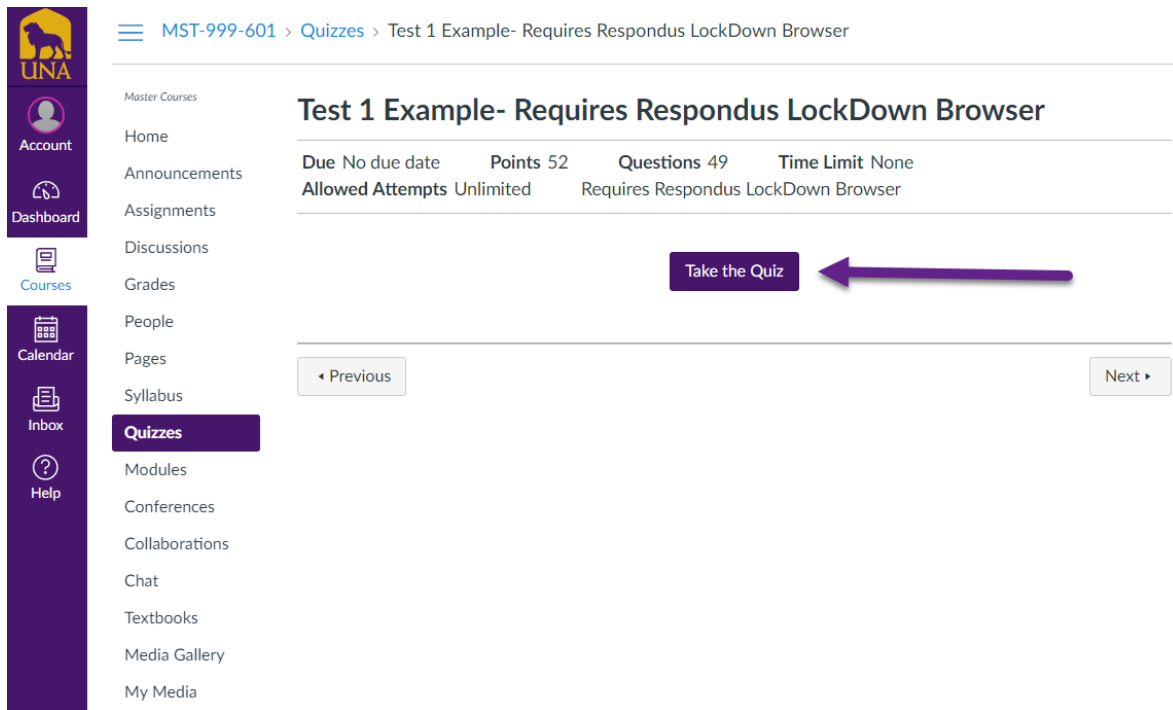 UNA
Account
Dashboard
Courses
Calendar
Inbox
Help
MST-999-601 › Quizzes › Test 1 Example- Requires Respondus LockDown Browser
Master Courses
Home
Announcements
Assignments
Discussions
Grades
People
Pages
Syllabus
Quizzes
Modules
Conferences
Collaborations
Chat
Textbooks
Media Gallery
My Media
Test 1 Example- Requires Respondus LockDown Browser
Due No due date Points 52 Questions 49 Time Limit None
Allowed Attempts Unlimited Requires Respondus LockDown Browser
Take the Quiz
◂ Previous Next ▸